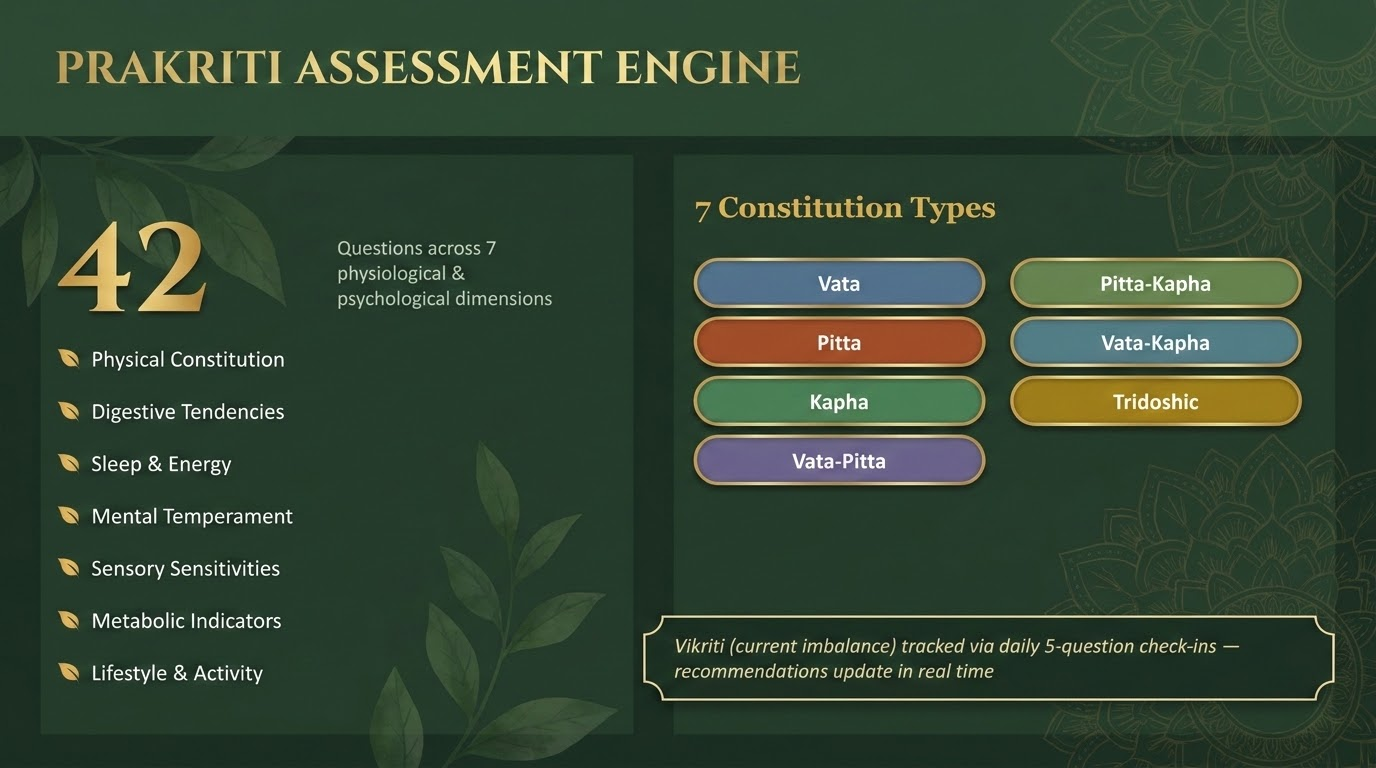 PRAKRITI ASSESSMENT ENGINE
42
Questions across 7
physiological &
psychological dimensions
Physical Constitution
Digestive Tendencies
Sleep & Energy
Mental Temperament
Sensory Sensitivities
Metabolic Indicators
Lifestyle & Activity
7 Constitution Types
Vata
Pitta
Kapha
Vata-Pitta
Pitta-Kapha
Vata-Kapha
Tridoshic
Vikriti (current imbalance) tracked via daily 5-question check-ins —
recommendations update in real time